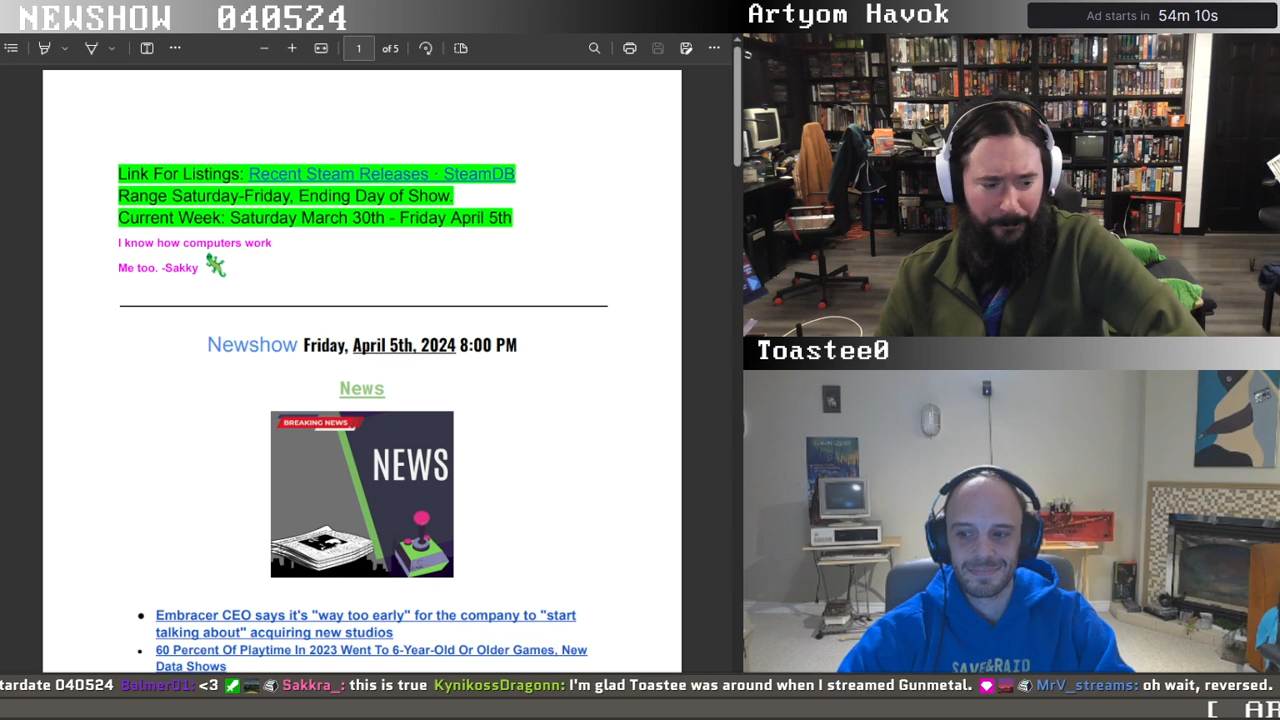 NEWSHOW 040524
Artyom Havok
Ad starts in 54m 10s
1 of 5
Link For Listings: Recent Steam Releases · SteamDB
Range Saturday-Friday, Ending Day of Show.
Current Week: Saturday March 30th - Friday April 5th
I know how computers work
Me too. -Sakky
Newshow Friday, April 5th, 2024 8:00 PM
News
BREAKING NEWS
NEWS
Embracer CEO says it's "way too early" for the company to "start
talking about" acquiring new studios
60 Percent Of Playtime In 2023 Went To 6-Year-Old Or Older Games, New
Data Shows
Toastee0
SAVE&RAID
tardate 040524 Balmer01: <3 Sakkra_: this is true KynikossDragonn: I'm glad Toastee was around when I streamed Gunmetal. MrV_streams: oh wait, reversed.